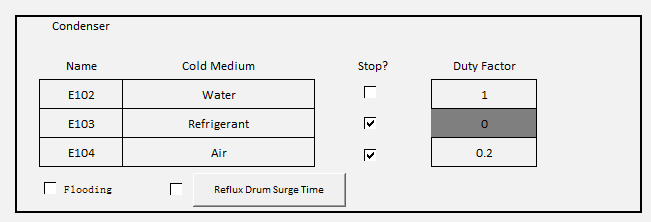 Condenser
Name Cold Medium Stop? Duty Factor
E102 Water 1
E103 Refrigerant 0
E104 Air 0.2
Flooding Reflux Drum Surge Time